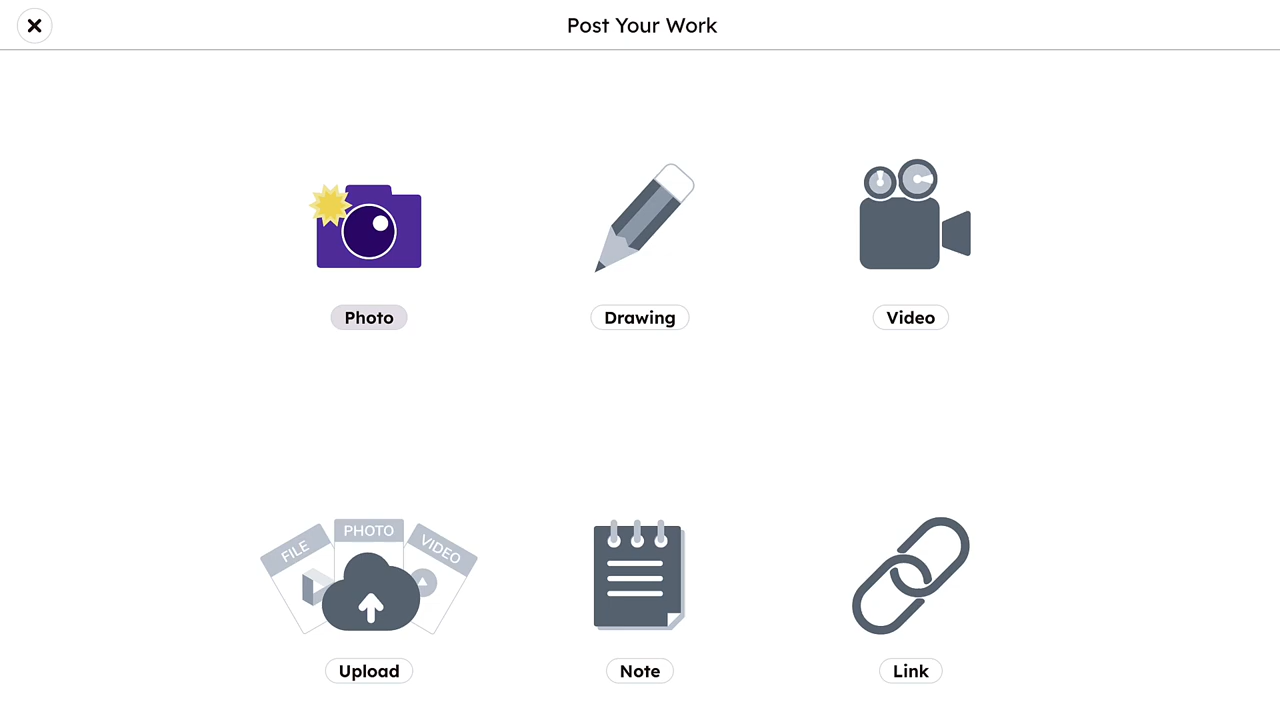 Post Your Work
Photo
Drawing
Video
FILE
PHOTO
VIDEO
Upload
Note
Link